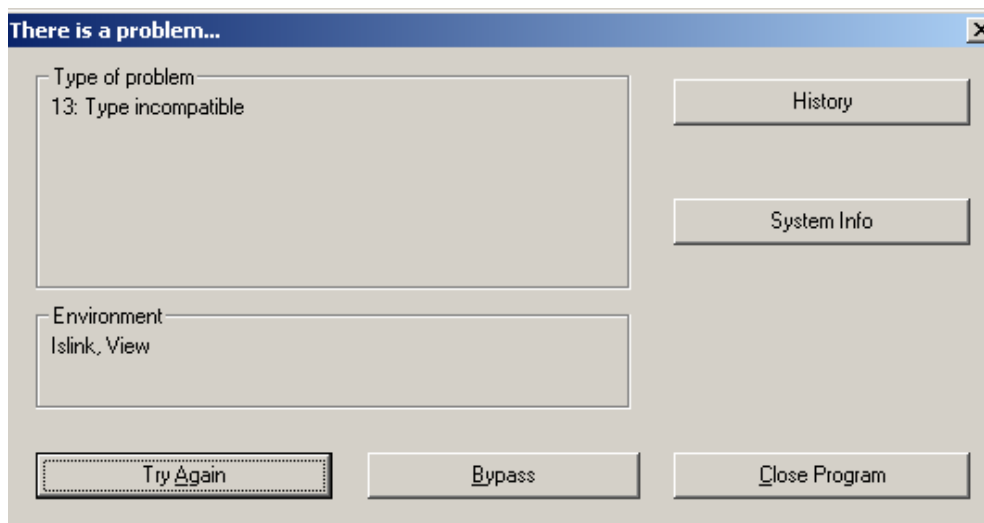 There is a problem...
Type of problem
13: Type incompatible
History
System Info
Environment
Islink, View
Try Again
Bypass
Close Program